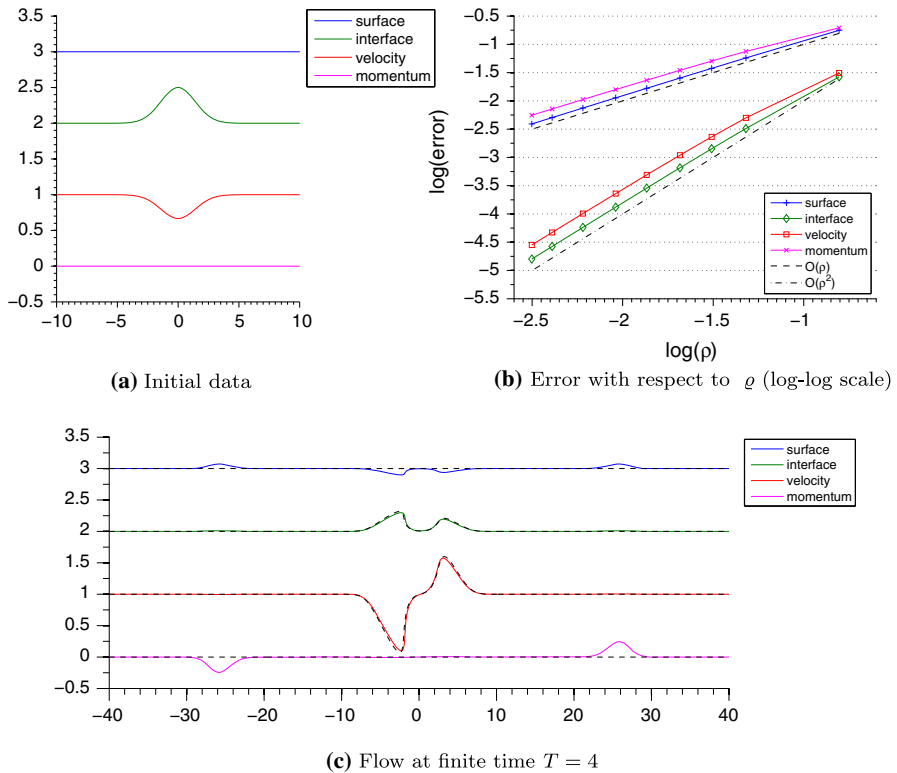 3.5
3
2.5
2
1.5
1
0.5
0
−0.5
−10
−5
0
5
10
surface
interface
velocity
momentum
(a) Initial data
−0.5
−1
−1.5
−2
−2.5
−3
−3.5
−4
−4.5
−5
−5.5
log(error)
−2.5
−2
−1.5
−1
log(ρ)
surface
interface
velocity
momentum
O(ρ)
O(ρ²)
(b) Error with respect to ϱ (log-log scale)
3.5
3
2.5
2
1.5
1
0.5
0
−0.5
−40
−30
−20
−10
0
10
20
30
40
surface
interface
velocity
momentum
(c) Flow at finite time T = 4